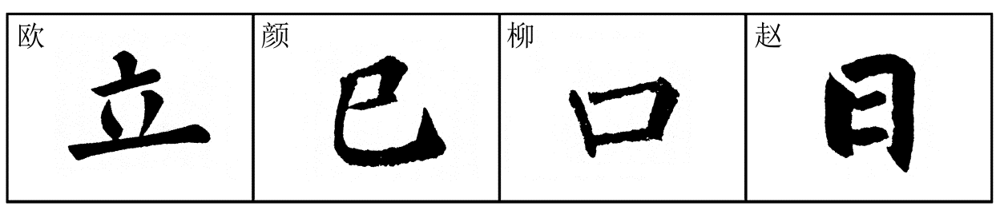 欧 颜 柳 赵
立 巳 口 日